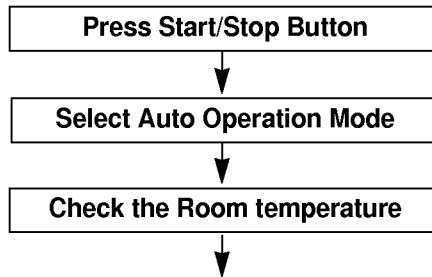 Press Start/Stop Button
Select Auto Operation Mode
Check the Room temperature